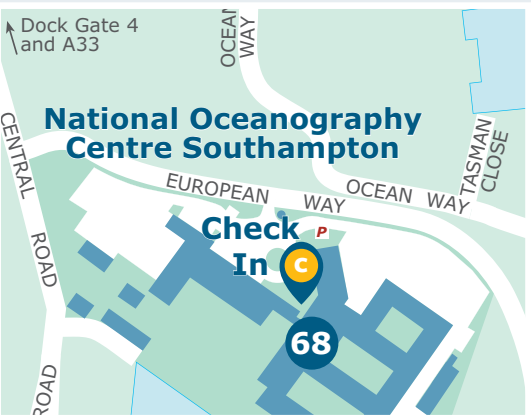 Dock Gate 4
and A33
OCEAN
WAY
National Oceanography
Centre Southampton
CENTRAL
ROAD
TASMAN
CLOSE
EUROPEAN WAY
OCEAN WAY
Check
In
P
C
68
ROAD